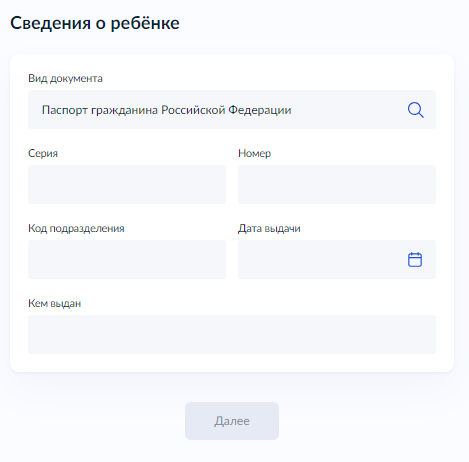 Сведения о ребёнке
Вид документа
Паспорт гражданина Российской Федерации
Серия Номер
Код подразделения Дата выдачи
Кем выдан
Далее